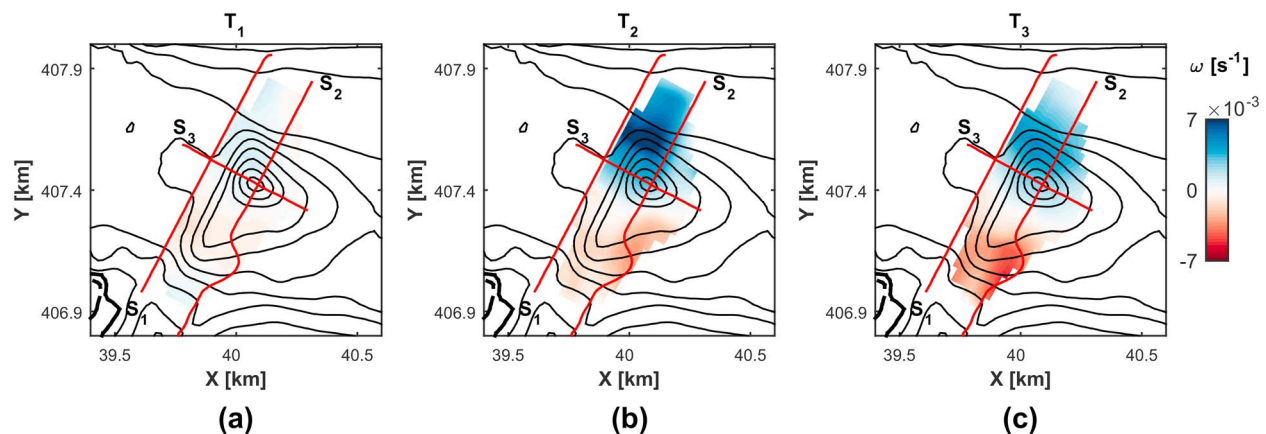 T1 T2 T3
407.9 407.9 407.9
S2 S2 S2
ω [s-1]
×10-3
7
0
-7
S3 S3 S3
Y [km] Y [km] Y [km]
407.4 407.4 407.4
406.9 406.9 406.9
S1 S1 S1
39.5 40 40.5 39.5 40 40.5 39.5 40 40.5
X [km] X [km] X [km]
(a) (b) (c)